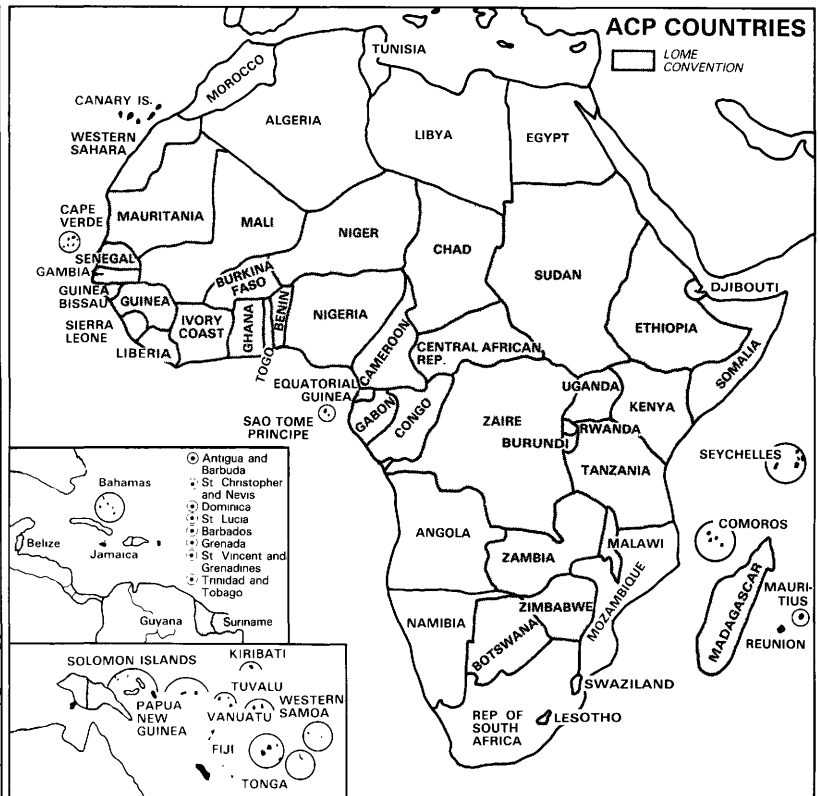 ACP COUNTRIES
LOME
CONVENTION
TUNISIA
MOROCCO
CANARY IS.
ALGERIA
LIBYA
EGYPT
WESTERN
SAHARA
CAPE
VERDE
MAURITANIA
MALI
NIGER
CHAD
SUDAN
SENEGAL
GAMBIA
GUINEA
BISSAU
GUINEA
BURKINA
FASO
DJIBOUTI
SIERRA
LEONE
IVORY
COAST
GHANA
TOGO
BENIN
NIGERIA
CAMEROON
ETHIOPIA
SOMALIA
LIBERIA
CENTRAL AFRICAN
REP.
EQUATORIAL
GUINEA
UGANDA
KENYA
SAO TOME
PRINCIPE
GABON
CONGO
ZAIRE
RWANDA
BURUNDI
TANZANIA
SEYCHELLES
COMOROS
ANGOLA
ZAMBIA
MALAWI
MOZAMBIQUE
MADAGASCAR
MAURI-
TIUS
REUNION
NAMIBIA
BOTSWANA
ZIMBABWE
SWAZILAND
LESOTHO
REP OF
SOUTH
AFRICA
Bahamas
Belize
Jamaica
Antigua and
Barbuda
St Christopher
and Nevis
Dominica
St Lucia
Barbados
Grenada
St Vincent and
Grenadines
Trinidad and
Tobago
Guyana
Suriname
SOLOMON ISLANDS
KIRIBATI
TUVALU
PAPUA
NEW
GUINEA
VANUATU
WESTERN
SAMOA
FIJI
TONGA